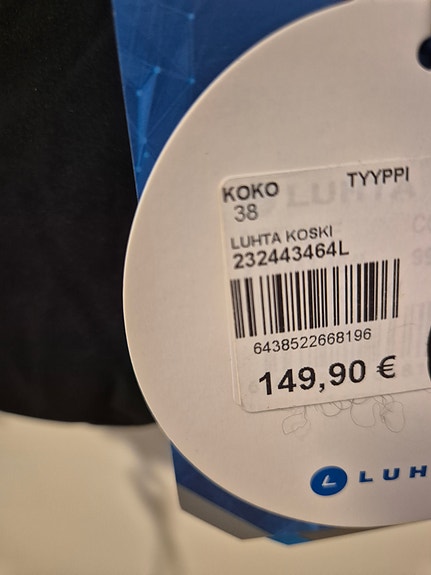 KOKO TYYPPI
38
LUHTA KOSKI
232443464L
6438522668196
149,90 €
LUH